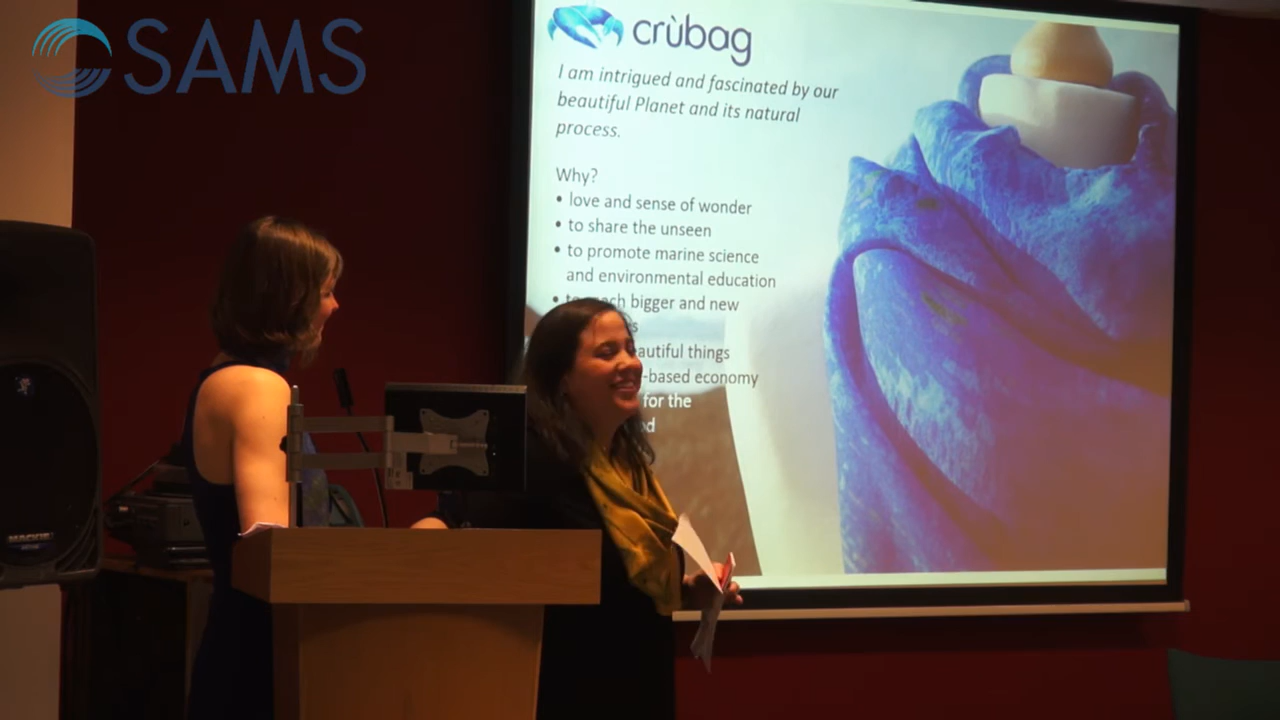 SAMS
crùbag
I am intrigued and fascinated by our
beautiful Planet and its natural
process.
Why?
• love and sense of wonder
• to share the unseen
• to promote marine science
and environmental education
• bigger and new
things
-based economy
for the
MACKIE